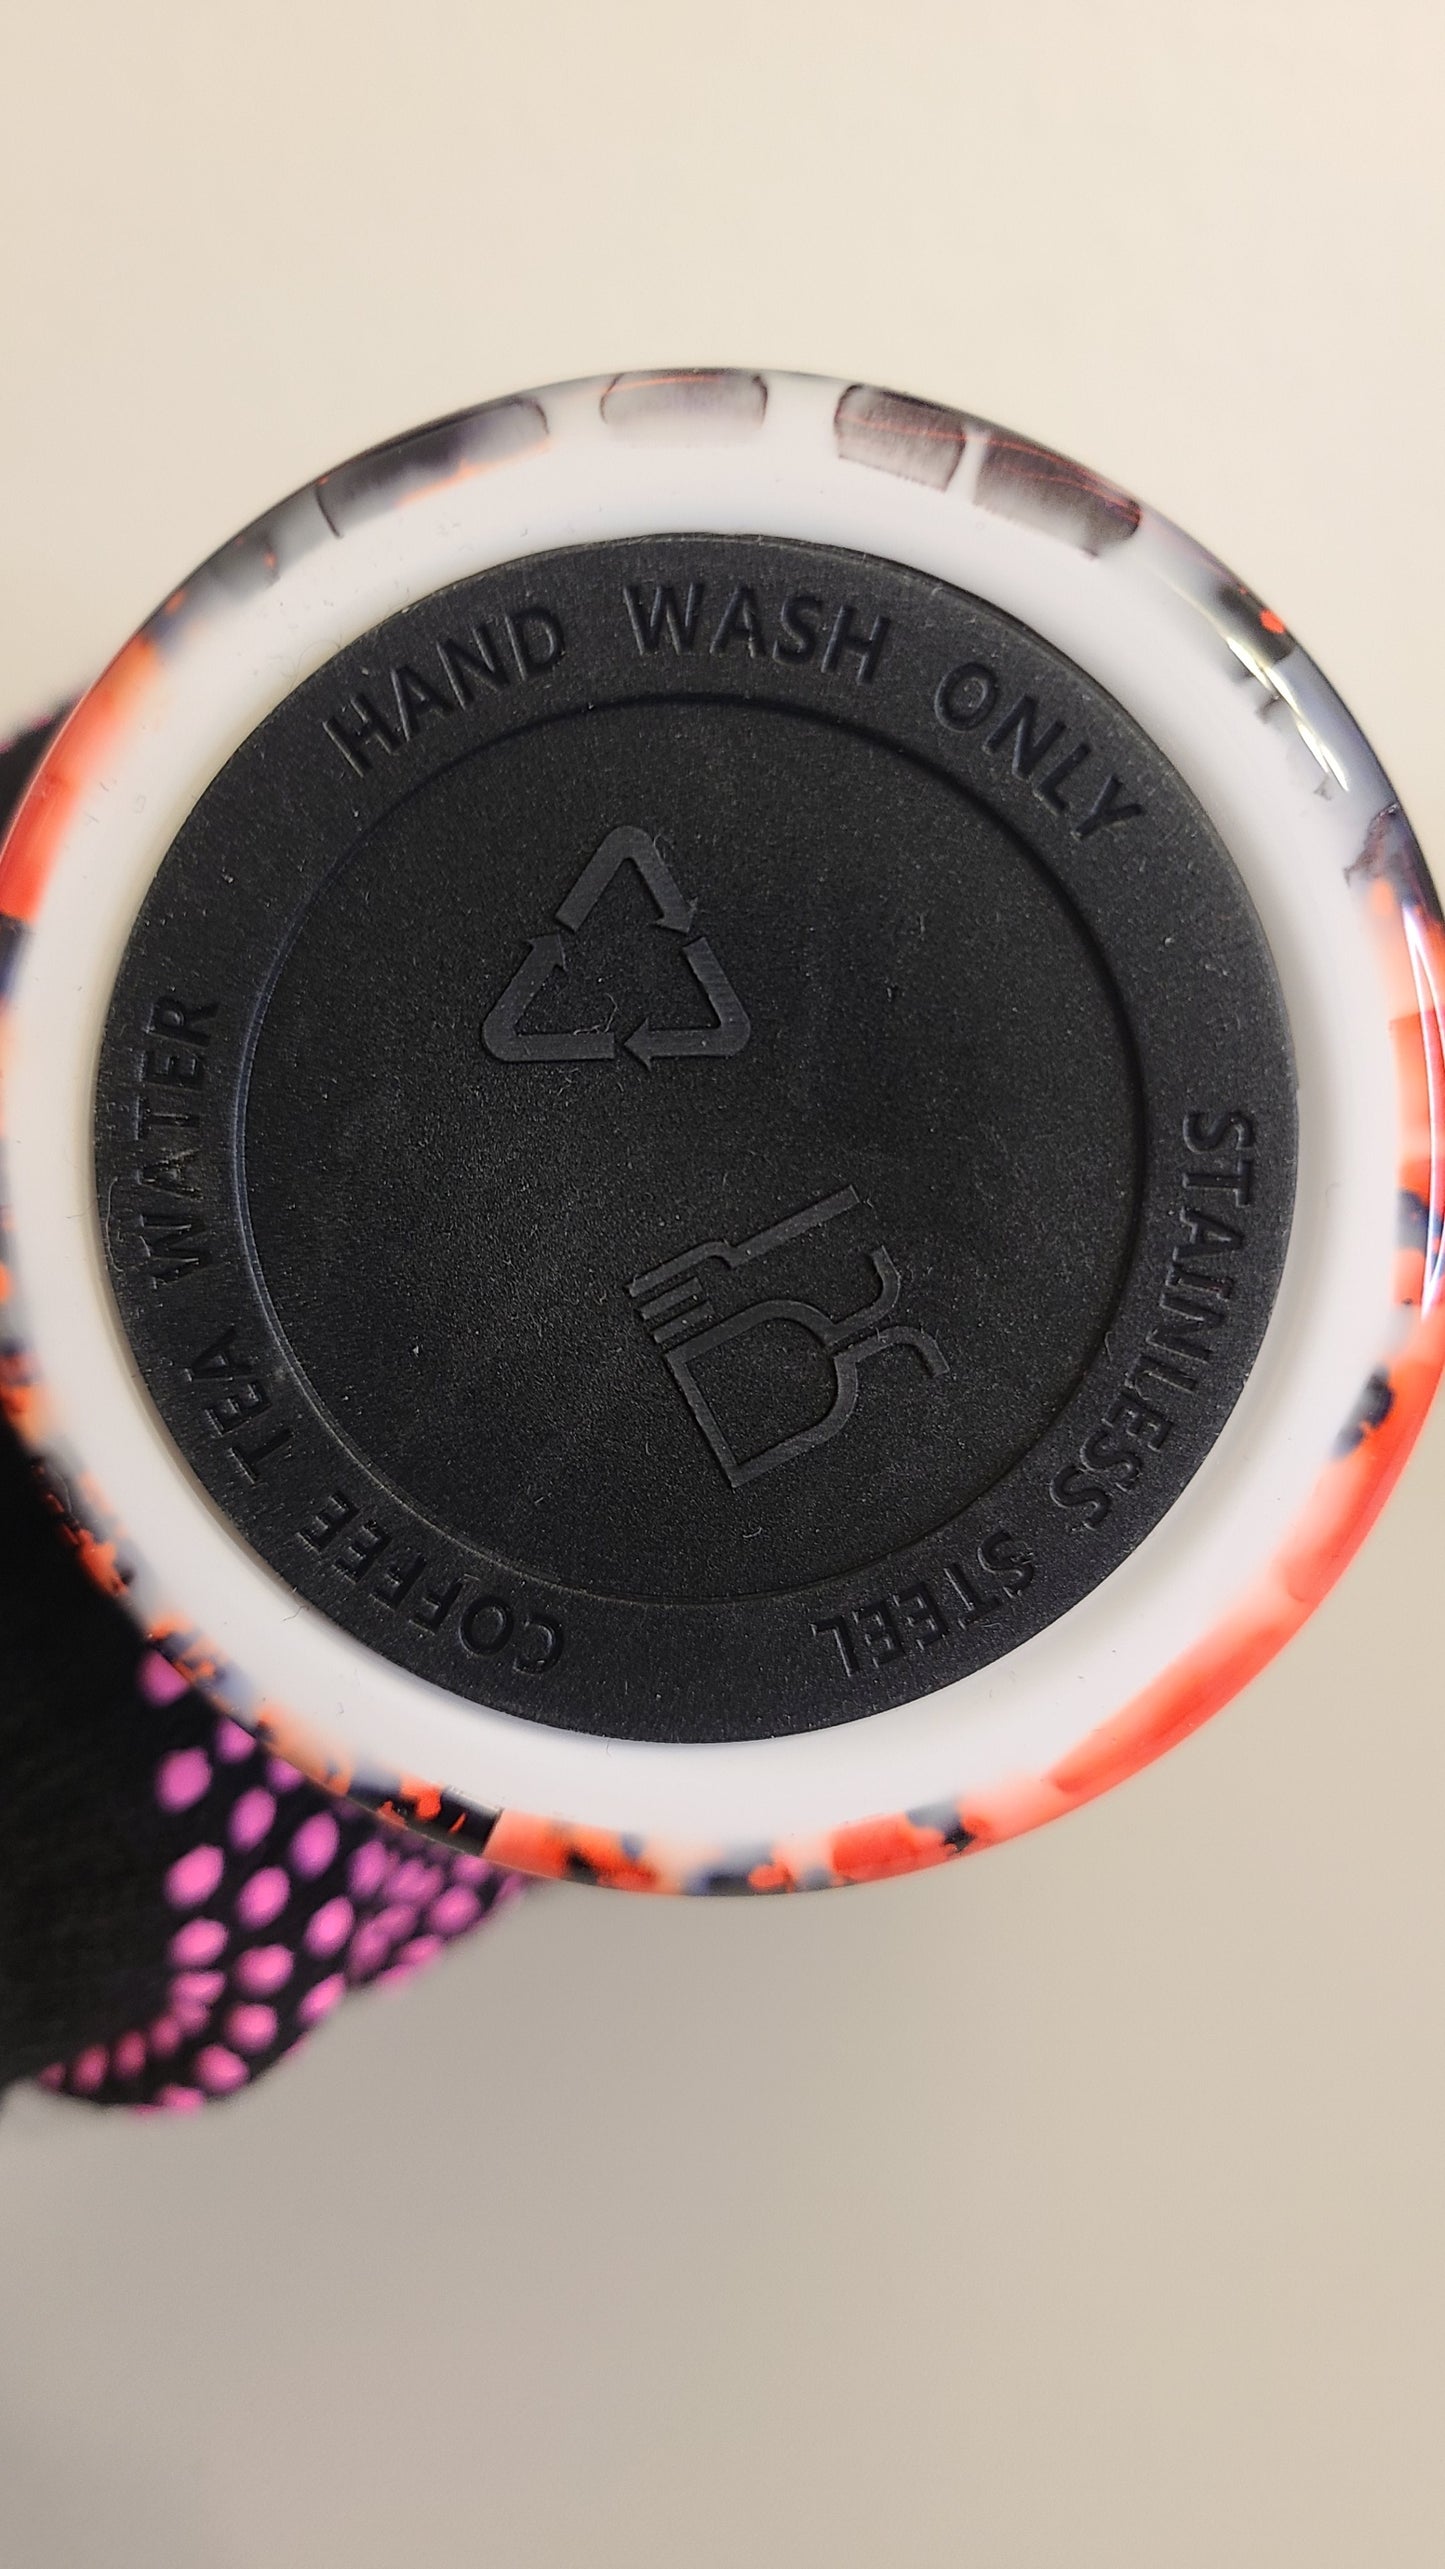 HAND WASH ONLY
STAINLESS STEEL
COFFEE TEA WATER